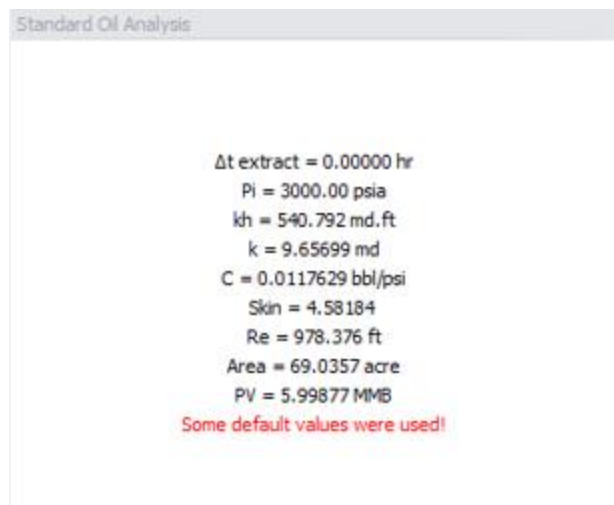 Standard Oil Analysis
Δt extract = 0.00000 hr
Pi = 3000.00 psia
kh = 540.792 md.ft
k = 9.65699 md
C = 0.0117629 bbl/psi
Skin = 4.58184
Re = 978.376 ft
Area = 69.0357 acre
PV = 5.99877 MMB
Some default values were used!